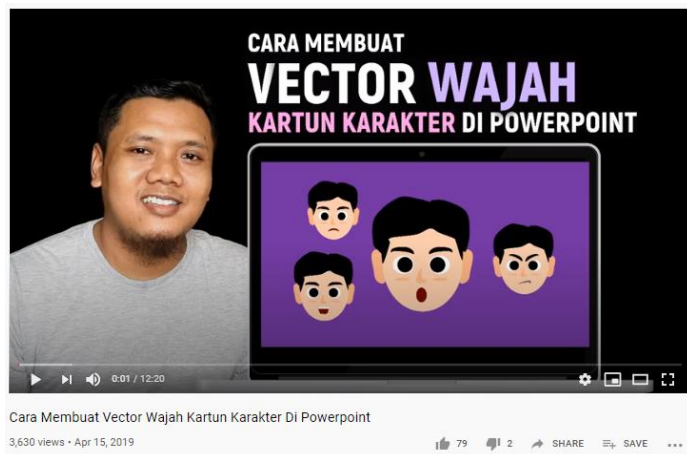 CARA MEMBUAT
VECTOR WAJAH
KARTUN KARAKTER DI POWERPOINT
0:01 / 12:20
Cara Membuat Vector Wajah Kartun Karakter Di Powerpoint
3,630 views • Apr 15, 2019 79 2 SHARE SAVE